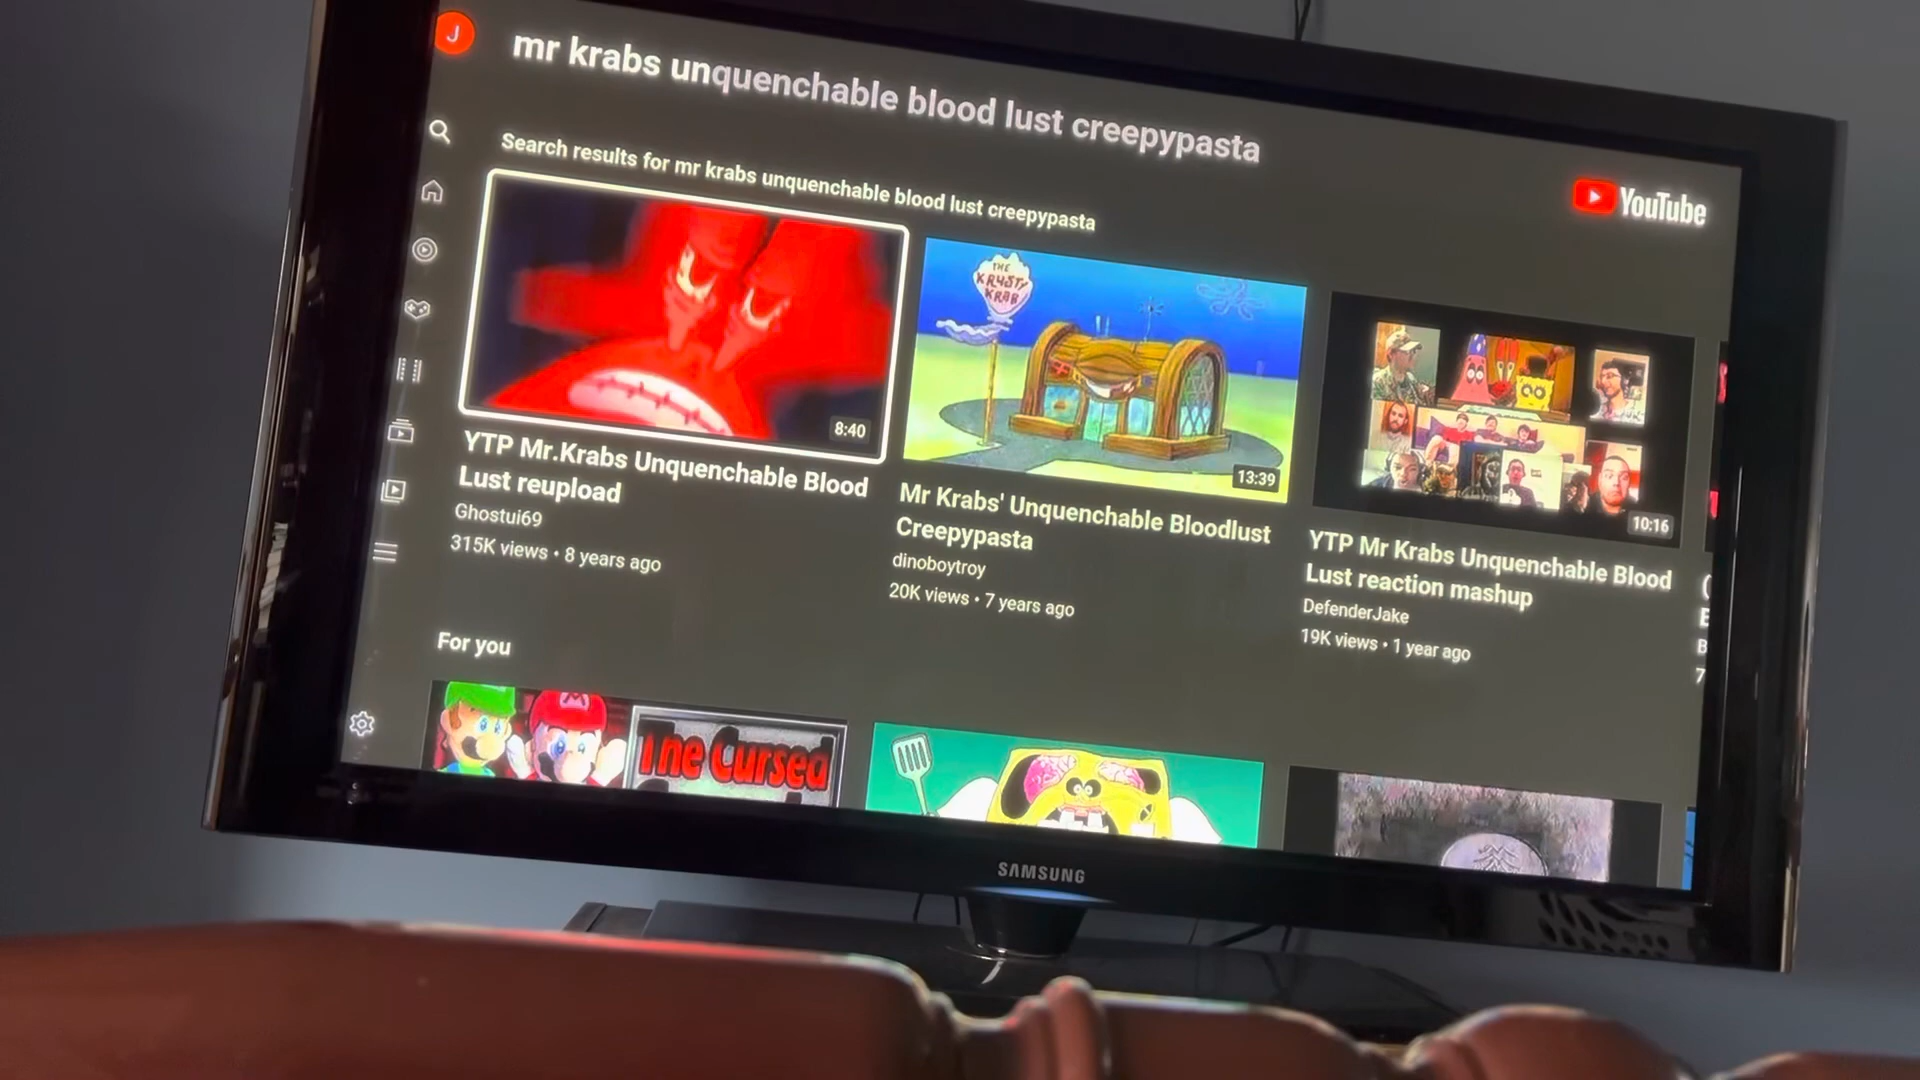 J
mr krabs unquenchable blood lust creepypasta
YouTube
Search results for mr krabs unquenchable blood lust creepypasta
8:40
YTP Mr.Krabs Unquenchable Blood
Lust reupload
Ghostui69
315K views • 8 years ago
THE
KRUSTY
KRAB
13:39
Mr Krabs' Unquenchable Bloodlust
Creepypasta
dinoboytroy
20K views • 7 years ago
10:16
YTP Mr Krabs Unquenchable Blood
Lust reaction mashup
DefenderJake
19K views • 1 year ago
For you
M
The Cursed
SAMSUNG